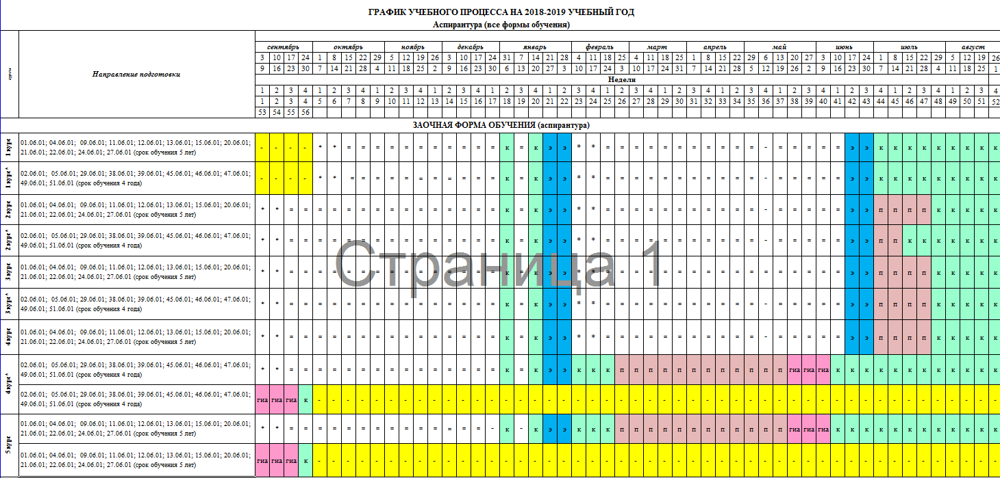 ГРАФИК УЧЕБНОГО ПРОЦЕССА НА 2018-2019 УЧЕБНЫЙ ГОД
Аспирантура (все формы обучения)
курсы
Направление подготовки
сентябрь октябрь ноябрь декабрь январь февраль март апрель май июнь июль август
3 10 17 24 1 8 15 22 29 5 12 19 26 3 10 17 24 31 7 14 21 28 4 11 18 25 4 11 18 25 1 8 15 22 29 6 13 20 27 3 10 17 24 1 8 15 22 29 5 12 19 26
9 16 23 30 7 14 21 28 4 11 18 25 2 9 16 23 30 6 13 20 27 3 10 17 24 3 10 17 24 31 7 14 21 28 5 12 19 26 2 9 16 23 30 7 14 21 28 4 11 18 25 1
Недели
1 2 3 4 1 2 3 4 1 2 3 4 1 2 3 4 1 2 3 4 1 2 3 4 1 2 3 4 1 2 3 4 1 2 3 4 1 2 3 4 1 2 3 4 1 2 3 4 1 2 3 4
1 2 3 4 5 6 7 8 9 10 11 12 13 14 15 16 17 18 19 20 21 22 23 24 25 26 27 28 29 30 31 32 33 34 35 36 37 38 39 40 41 42 43 44 45 46 47 48 49 50 51 52
53 54 55 56
ЗАОЧНАЯ ФОРМА ОБУЧЕНИЯ (аспирантура)
1 курс
01.06.01; 04.06.01; 09.06.01; 11.06.01; 12.06.01; 13.06.01; 15.06.01; 20.06.01;
21.06.01; 22.06.01; 24.06.01; 27.06.01 (срок обучения 5 лет)
- - - - * * = = = = = = = = = = = к = к э э * * = = = = = = = = = = = - = = = = = э э к к к к к к к к к
1 курс*
02.06.01; 05.06.01; 29.06.01; 38.06.01; 39.06.01; 45.06.01; 46.06.01; 47.06.01;
49.06.01; 51.06.01 (срок обучения 4 года)
- - - - * * = = = = = = = = = = = к = к э э * * = = = = = = = = = = = - = = = = = э э к к к к к к к к к
2 курс
01.06.01; 04.06.01; 09.06.01; 11.06.01; 12.06.01; 13.06.01; 15.06.01; 20.06.01;
21.06.01; 22.06.01; 24.06.01; 27.06.01 (срок обучения 5 лет)
* * = = = = = = = = = = = = = = = к = к э э * * = = = = = = = = = = = - = = = = = э э п п п п к к к к к
2 курс*
02.06.01; 05.06.01; 29.06.01; 38.06.01; 39.06.01; 45.06.01; 46.06.01; 47.06.01;
49.06.01; 51.06.01 (срок обучения 4 года)
* * = = = = = = = = = = = = = = = к = к э э * * = = = = = = = = = = = - = = = = = э э п п к к к к к к к
Страница 1
3 курс
01.06.01; 04.06.01; 09.06.01; 11.06.01; 12.06.01; 13.06.01; 15.06.01; 20.06.01;
21.06.01; 22.06.01; 24.06.01; 27.06.01 (срок обучения 5 лет)
* * = = = = = = = = = = = = = = = к = к э э * * = = = = = = = = = = = - = = = = = э э п п п п к к к к к
3 курс*
02.06.01; 05.06.01; 29.06.01; 38.06.01; 39.06.01; 45.06.01; 46.06.01; 47.06.01;
49.06.01; 51.06.01 (срок обучения 4 года)
* * = = = = = = = = = = = = = = = к = к э э * * = = = = = = = = = = = - = = = = = э э п п п п к к к к к
4 курс
01.06.01; 04.06.01; 09.06.01; 11.06.01; 12.06.01; 13.06.01; 15.06.01; 20.06.01;
21.06.01; 22.06.01; 24.06.01; 27.06.01 (срок обучения 5 лет)
* * = = = = = = = = = = = = = = = к = к э э * * = = = = = = = = = = = - = = = = = э э п п п п к к к к к
4 курс*
02.06.01; 05.06.01; 29.06.01; 38.06.01; 39.06.01; 45.06.01; 46.06.01; 47.06.01;
49.06.01; 51.06.01 (срок обучения 4 года)
* * = = = = = = = = = = = = = = = к = к э э к к к п п п п п п п п п п п п гиа гиа гиа к к к к к к к к к к к к
02.06.01; 05.06.01; 29.06.01; 38.06.01; 39.06.01; 45.06.01; 46.06.01; 47.06.01;
49.06.01; 51.06.01 (срок обучения 4 года)
гиа гиа гиа к - - - - - - - - - - - - - - - - - - - - - - - - - - - - - - - - - - - - - - - - - - - - - - - -
5 курс
01.06.01; 04.06.01; 09.06.01; 11.06.01; 12.06.01; 13.06.01; 15.06.01; 20.06.01;
21.06.01; 22.06.01; 24.06.01; 27.06.01 (срок обучения 5 лет)
* * = = = = = = = = = = = = = = - к - к э э к к к п п п п п п п п п п п п гиа гиа гиа к к к к к к к к к к к к
01.06.01; 04.06.01; 09.06.01; 11.06.01; 12.06.01; 13.06.01; 15.06.01; 20.06.01;
21.06.01; 22.06.01; 24.06.01; 27.06.01 (срок обучения 5 лет)
гиа гиа гиа к - - - - - - - - - - - - - - - - - - - - - - - - - - - - - - - - - - - - - - - - - - - - - - - -